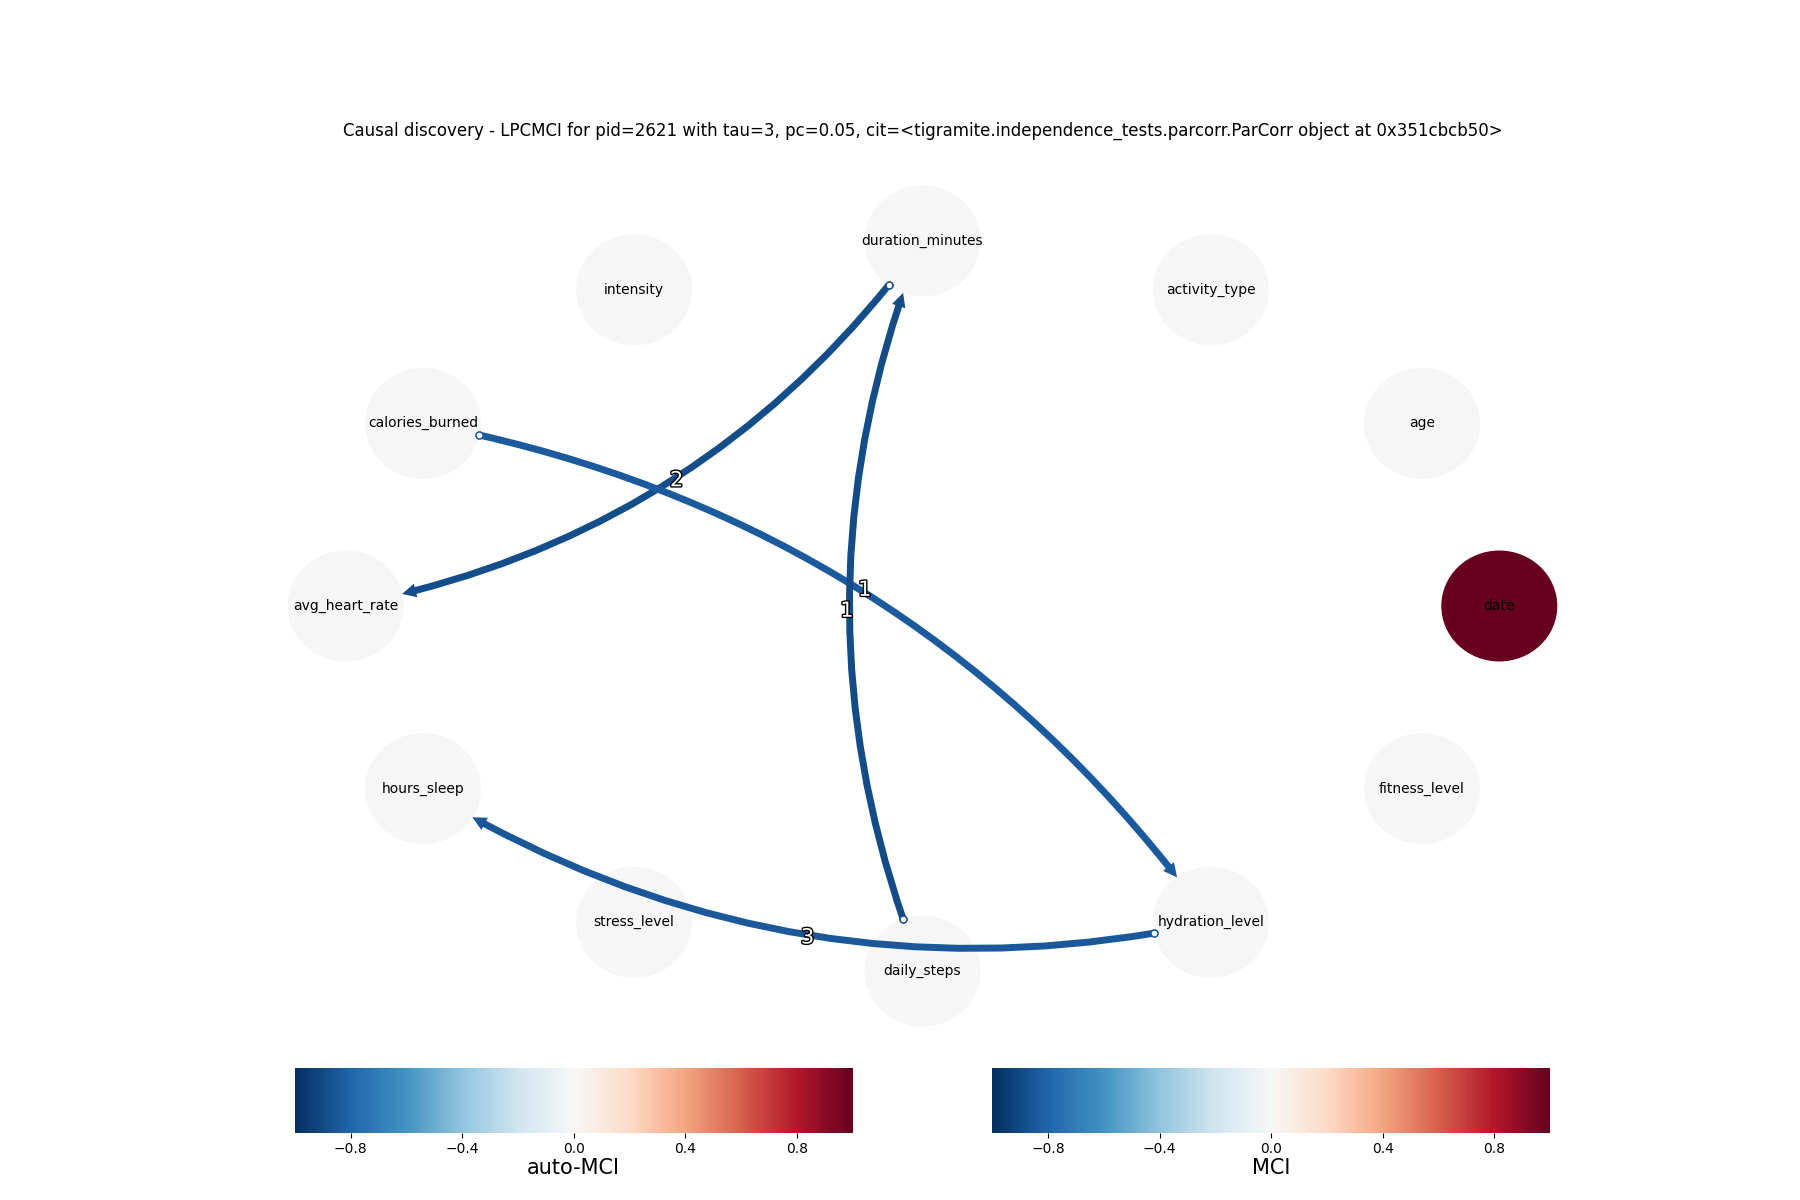 Causal discovery - LPCMCI for pid=2621 with tau=3, pc=0.05, cit=<tigramite.independence_tests.parcorr.ParCorr object at 0x351cbcb50>
duration_minutes
intensity
activity_type
calories_burned
age
2
1
1
avg_heart_rate
date
hours_sleep
fitness_level
stress_level
hydration_level
3
daily_steps
−0.8 −0.4 0.0 0.4 0.8
auto-MCI
−0.8 −0.4 0.0 0.4 0.8
MCI